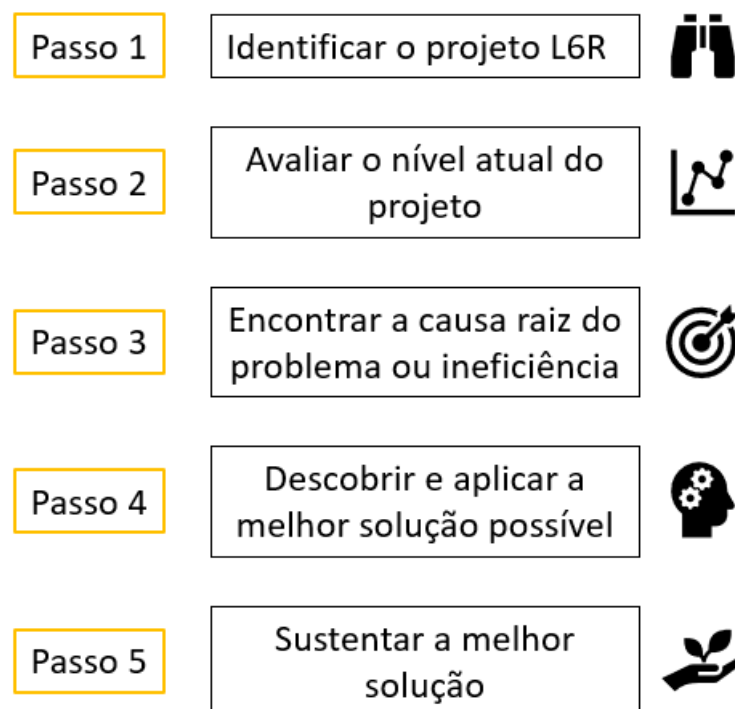 Passo 1
Identificar o projeto L6R
Passo 2
Avaliar o nível atual do
projeto
Passo 3
Encontrar a causa raiz do
problema ou ineficiência
Passo 4
Descobrir e aplicar a
melhor solução possível
Passo 5
Sustentar a melhor
solução